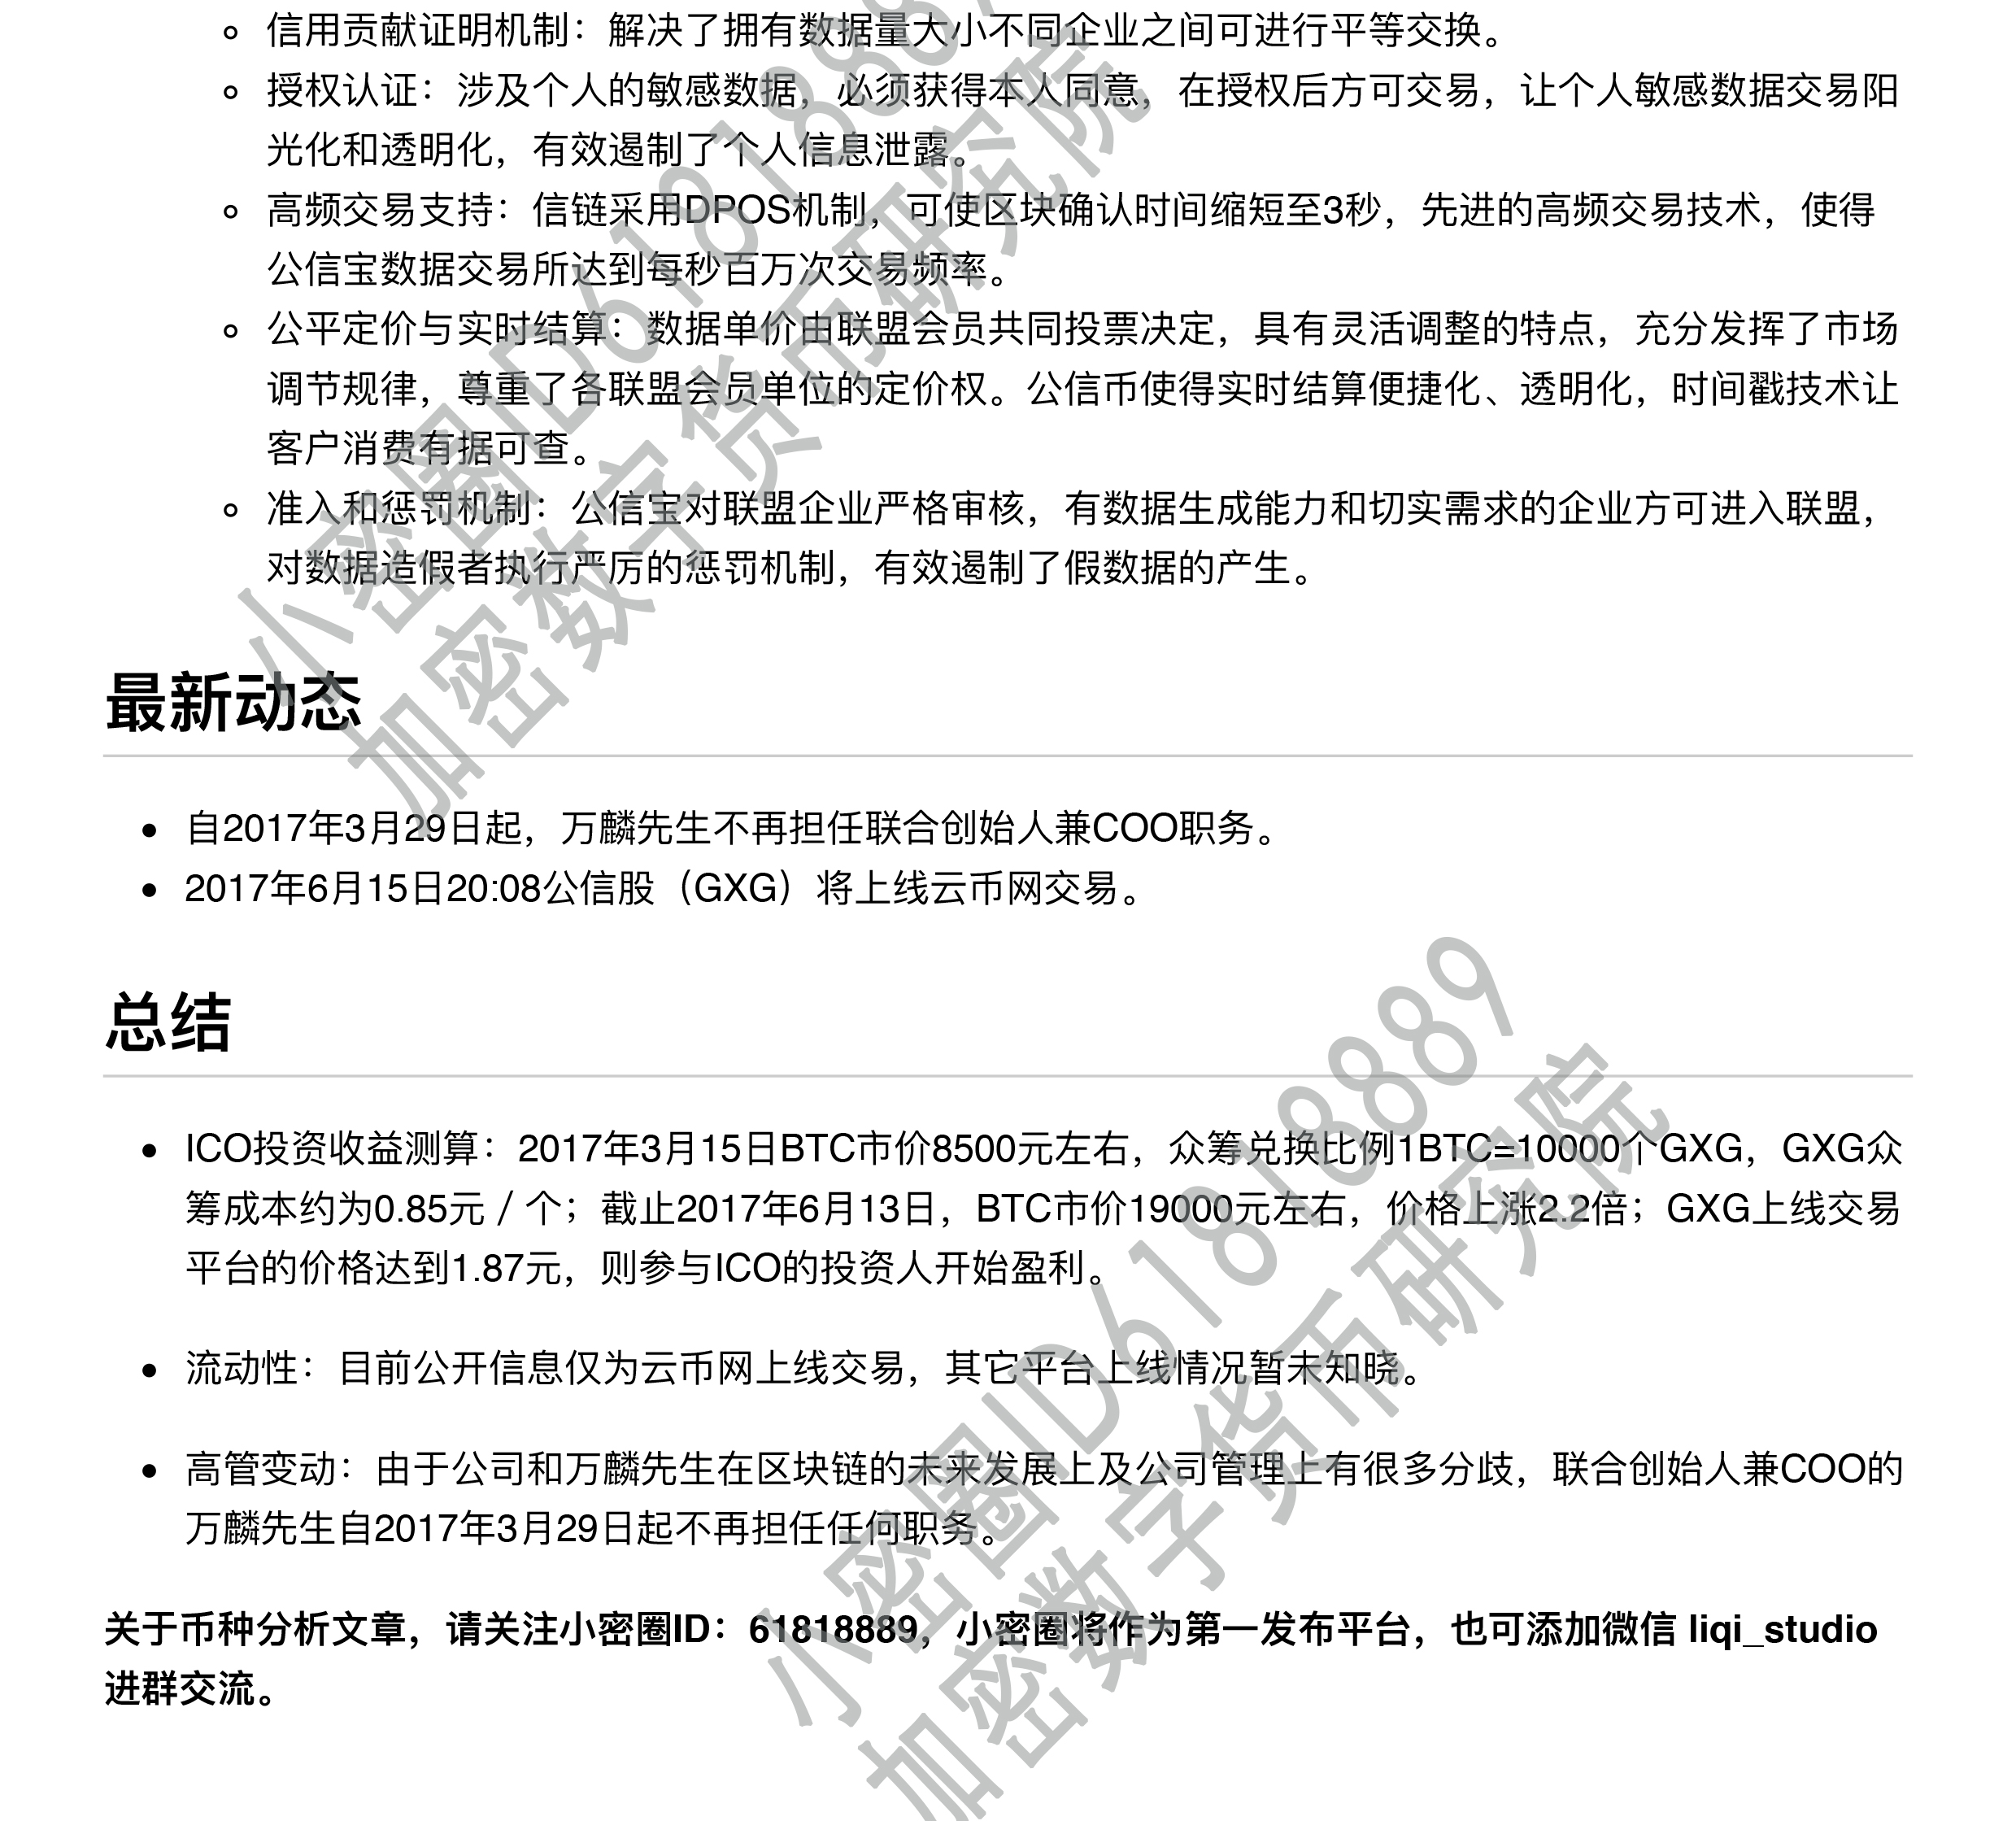 信用贡献证明机制：解决了拥有数据量大小不同企业之间可进行平等交换。
授权认证：涉及个人的敏感数据，必须获得本人同意，在授权后方可交易，让个人敏感数据交易阳
光化和透明化，有效遏制了个人信息泄露。
高频交易支持：信链采用DPOS机制，可使区块确认时间缩短至3秒，先进的高频交易技术，使得
公信宝数据交易所达到每秒百万次交易频率。
公平定价与实时结算：数据单价由联盟会员共同投票决定，具有灵活调整的特点，充分发挥了市场
调节规律，尊重了各联盟会员单位的定价权。公信币使得实时结算便捷化、透明化，时间戳技术让
客户消费有据可查。
准入和惩罚机制：公信宝对联盟企业严格审核，有数据生成能力和切实需求的企业方可进入联盟，
对数据造假者执行严厉的惩罚机制，有效遏制了假数据的产生。
小密圈ID61818889
加密数字货币研究院
最新动态
自2017年3月29日起，万麟先生不再担任联合创始人兼COO职务。
2017年6月15日20:08公信股（GXG）将上线云币网交易。
总结
ICO投资收益测算：2017年3月15日BTC市价8500元左右，众筹兑换比例1BTC=10000个GXG，GXG众
筹成本约为0.85元／个；截止2017年6月13日，BTC市价19000元左右，价格上涨2.2倍；GXG上线交易
平台的价格达到1.87元，则参与ICO的投资人开始盈利。
流动性：目前公开信息仅为云币网上线交易，其它平台上线情况暂未知晓。
高管变动：由于公司和万麟先生在区块链的未来发展上及公司管理上有很多分歧，联合创始人兼COO的
万麟先生自2017年3月29日起不再担任任何职务。
关于币种分析文章，请关注小密圈ID：61818889，小密圈将作为第一发布平台，也可添加微信 liqi_studio
进群交流。
小密圈ID61818889
加密数字货币研究院